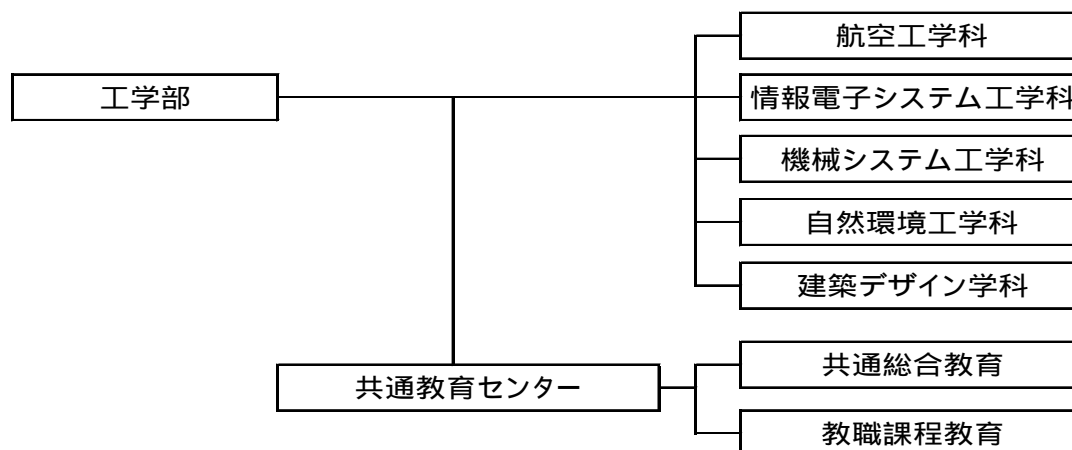 工学部
航空工学科
情報電子システム工学科
機械システム工学科
自然環境工学科
建築デザイン学科
共通教育センター
共通総合教育
教職課程教育